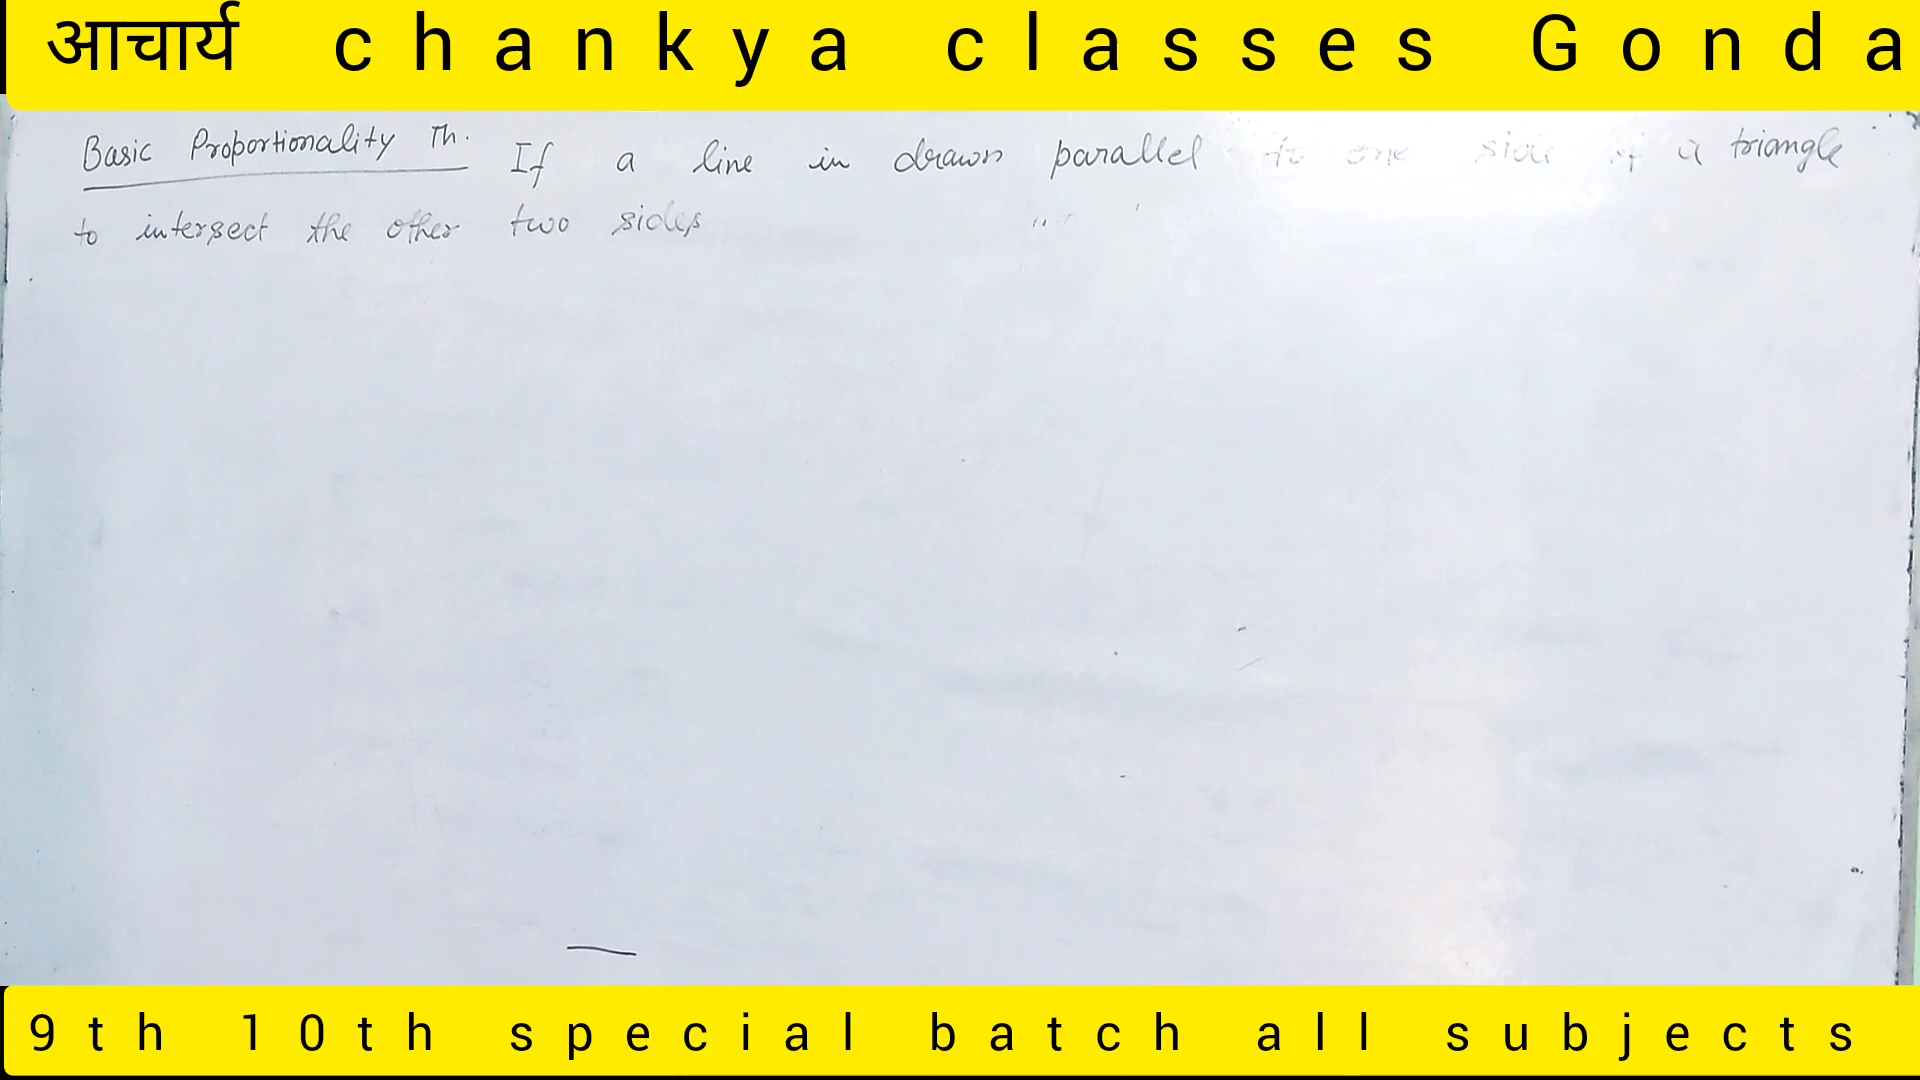 आचार्य chankya classes Gonda
Basic Proportionality Th. If a line in drawn parallel to one side of a triangle
to intersect the other two sides
9th 10th special batch all subjects